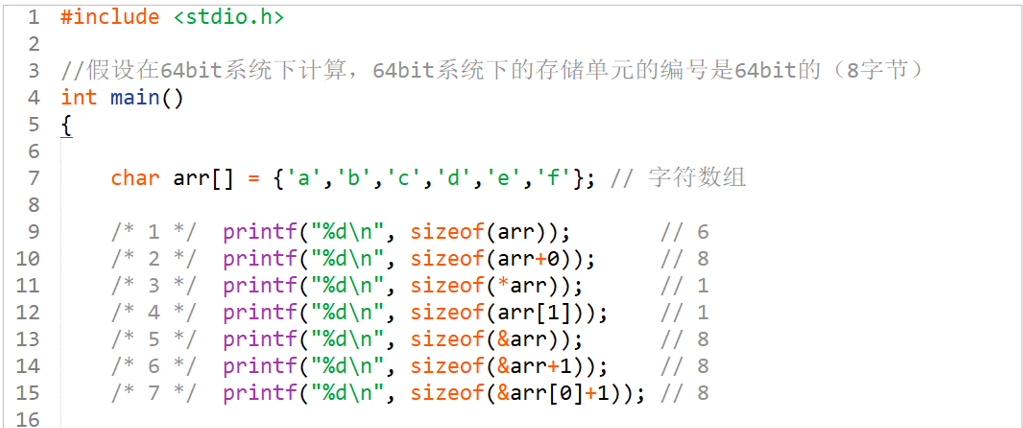 1 #include <stdio.h>
2
3 //假设在64bit系统下计算，64bit系统下的存储单元的编号是64bit的（8字节）
4 int main()
5 {
6
7     char arr[] = {'a','b','c','d','e','f'}; // 字符数组
8
9     /* 1 */  printf("%d\n", sizeof(arr));       // 6
10    /* 2 */  printf("%d\n", sizeof(arr+0));     // 8
11    /* 3 */  printf("%d\n", sizeof(*arr));      // 1
12    /* 4 */  printf("%d\n", sizeof(arr[1]));    // 1
13    /* 5 */  printf("%d\n", sizeof(&arr));      // 8
14    /* 6 */  printf("%d\n", sizeof(&arr+1));    // 8
15    /* 7 */  printf("%d\n", sizeof(&arr[0]+1)); // 8
16